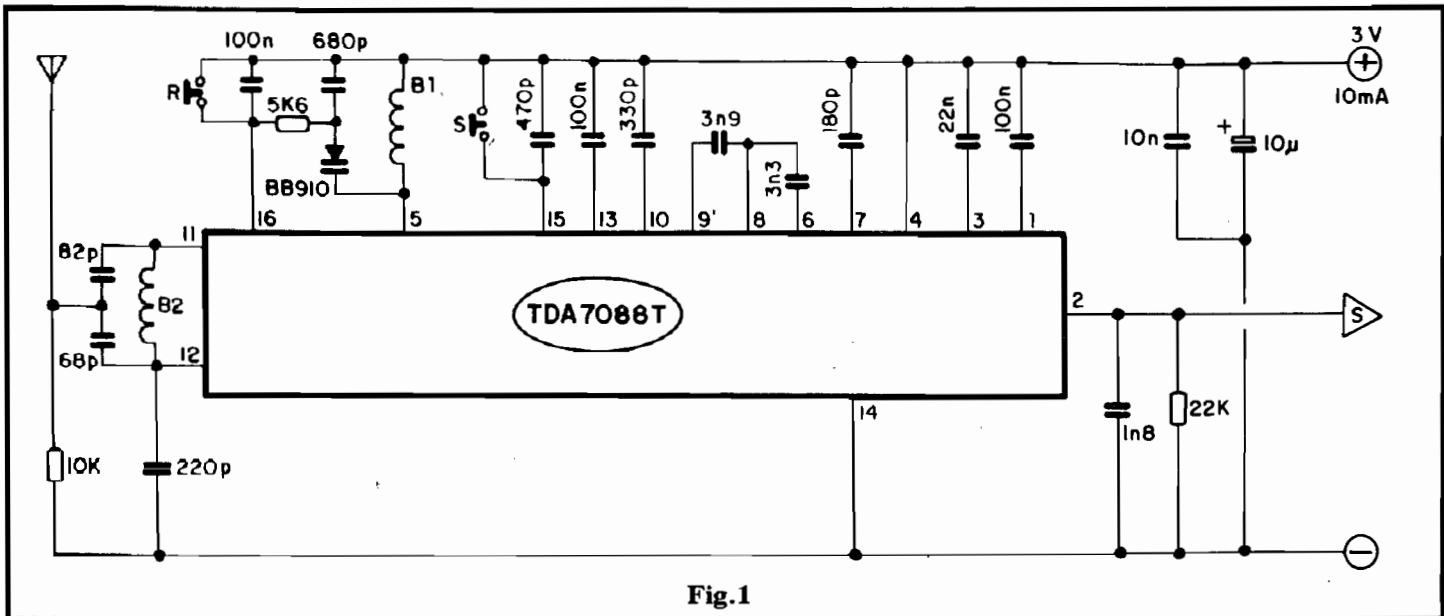 100n
680p
3 V
+
10mA
R
5K6
B1
BB910
S
470p
100n
330p
3n9
3n3
180p
22n
100n
10n
+
10µ
16
5
15
13
10
9'
8
6
7
4
3
1
11
82p
B2
68p
12
TDA7088T
2
S
14
10K
220p
1n8
22K
−
Fig.1